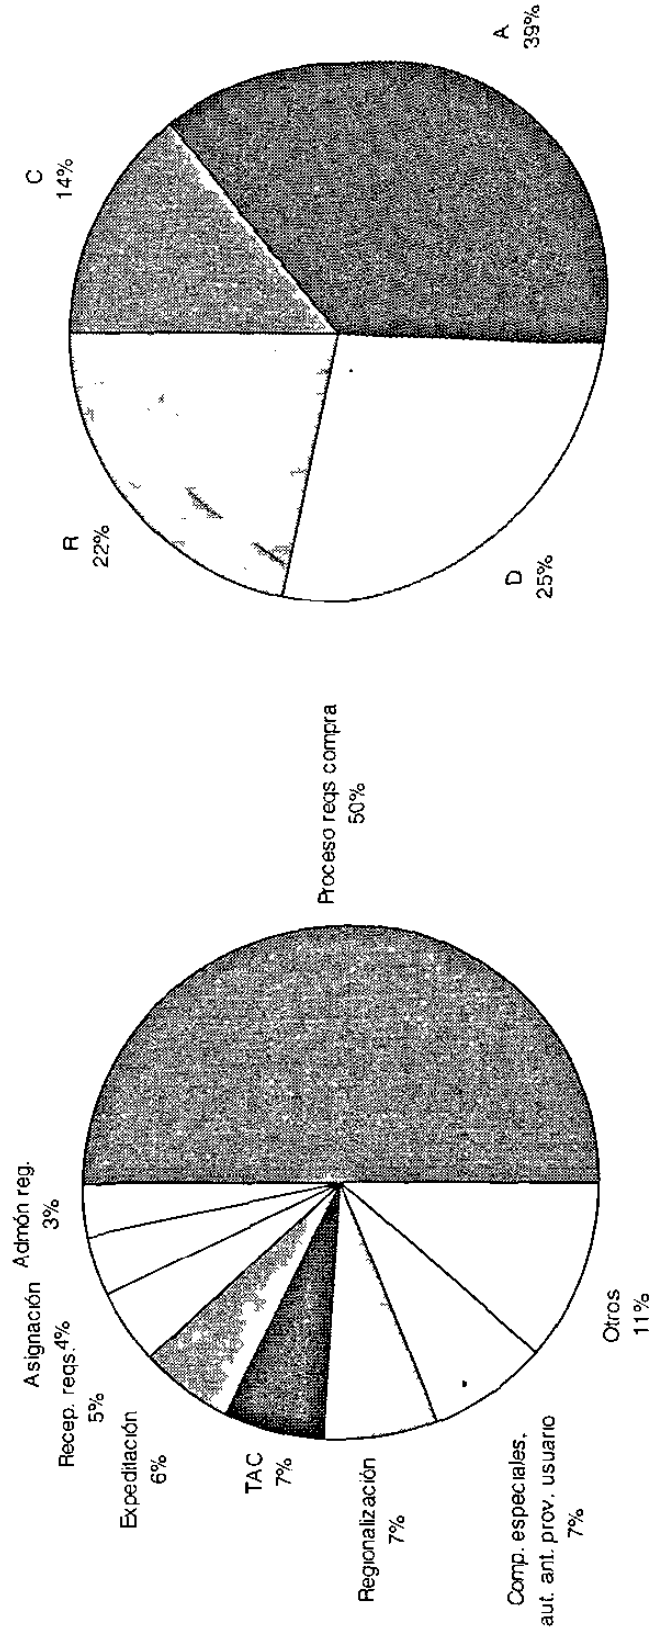 Admón reg.
3%
Asignación
4%
Recep. reqs.
5%
Expeditación
6%
TAC
7%
Regionalización
7%
Comp. especiales,
aut. ant. prov. usuario
7%
Otros
11%
Proceso reqs compra
50%
C
14%
R
22%
D
25%
A
39%